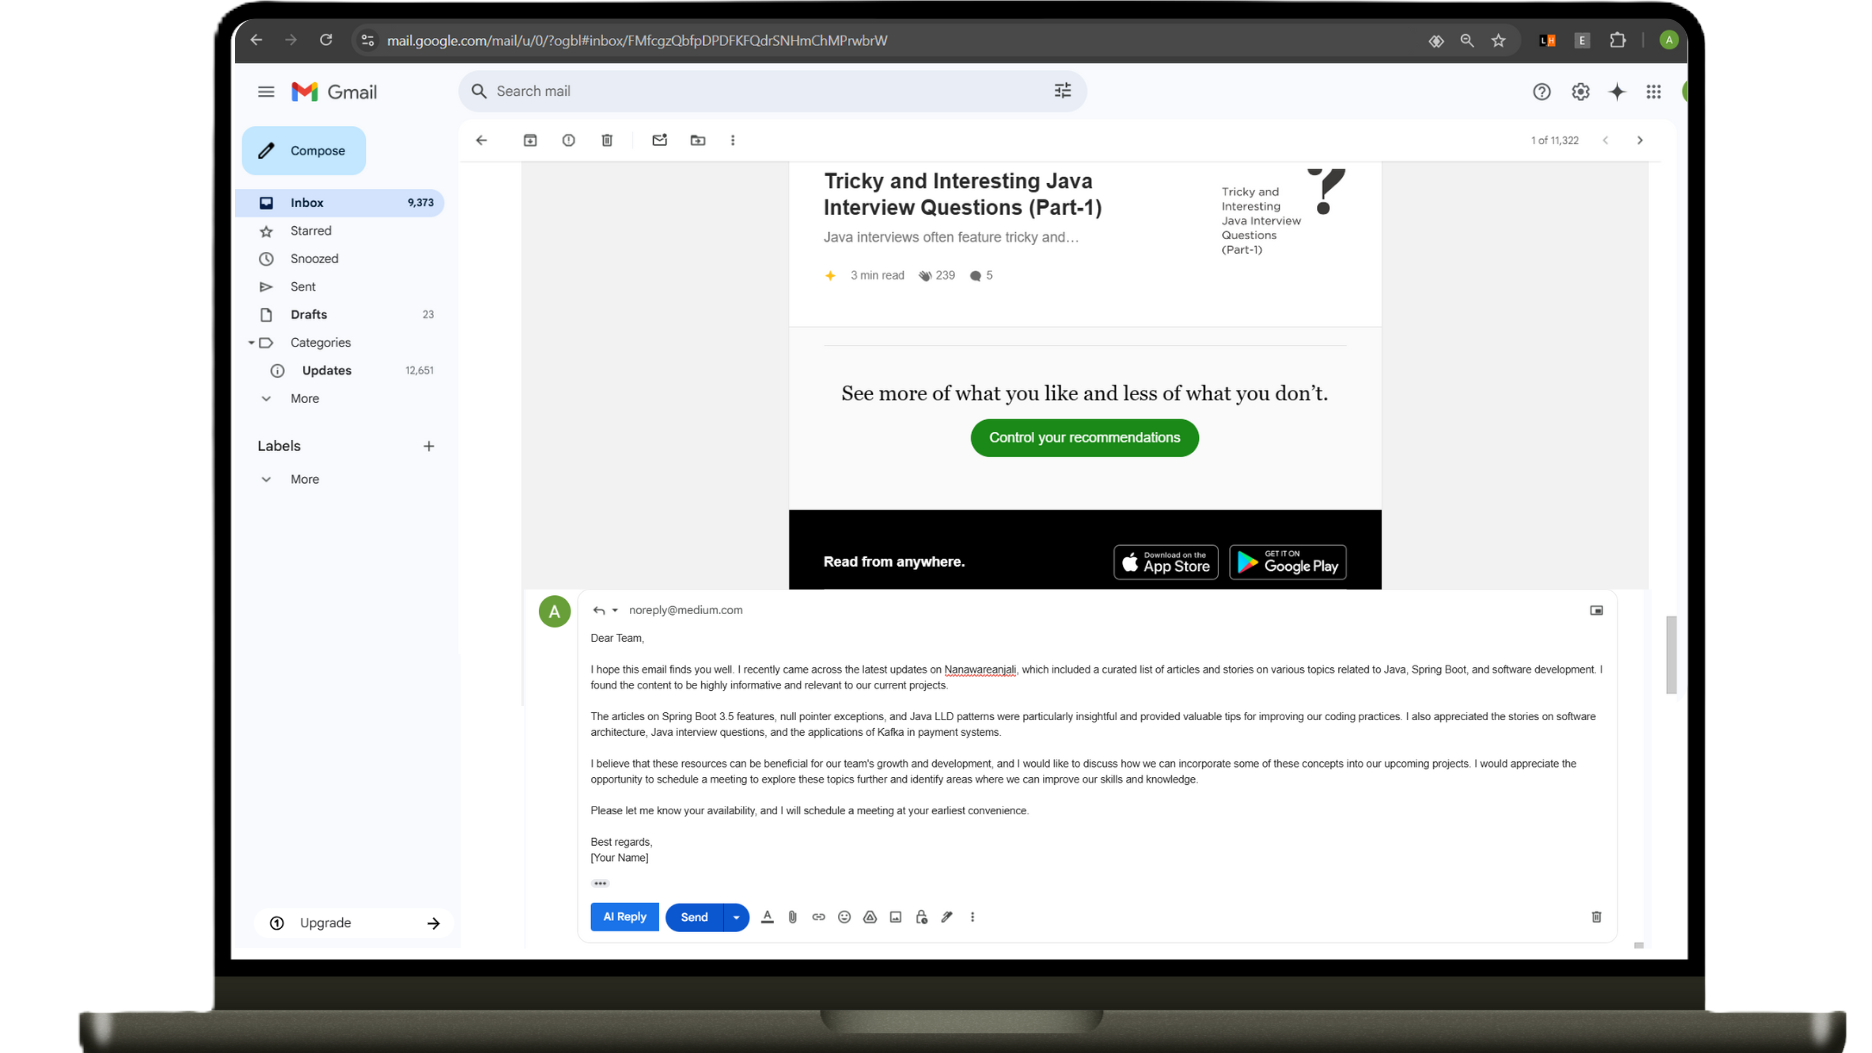 mail.google.com/mail/u/0/?ogbl#inbox/FMfcgzQbfpDPDFKFQdrSNHmChMPrwbrW
LH
E
A
Gmail
Search mail
Compose
1 of 11,322
Inbox 9,373
Starred
Snoozed
Sent
Drafts 23
Categories
Updates 12,651
More
Labels
More
Upgrade
Tricky and Interesting Java
Interview Questions (Part-1)
Java interviews often feature tricky and…
3 min read 239 5
Tricky and
Interesting
Java Interview
Questions
(Part-1)
?
See more of what you like and less of what you don’t.
Control your recommendations
Read from anywhere.
Download on the
App Store
GET IT ON
Google Play
A
noreply@medium.com
Dear Team,
I hope this email finds you well. I recently came across the latest updates on Nanawareanjali, which included a curated list of articles and stories on various topics related to Java, Spring Boot, and software development. I
found the content to be highly informative and relevant to our current projects.
The articles on Spring Boot 3.5 features, null pointer exceptions, and Java LLD patterns were particularly insightful and provided valuable tips for improving our coding practices. I also appreciated the stories on software
architecture, Java interview questions, and the applications of Kafka in payment systems.
I believe that these resources can be beneficial for our team's growth and development, and I would like to discuss how we can incorporate some of these concepts into our upcoming projects. I would appreciate the
opportunity to schedule a meeting to explore these topics further and identify areas where we can improve our skills and knowledge.
Please let me know your availability, and I will schedule a meeting at your earliest convenience.
Best regards,
[Your Name]
AI Reply
Send